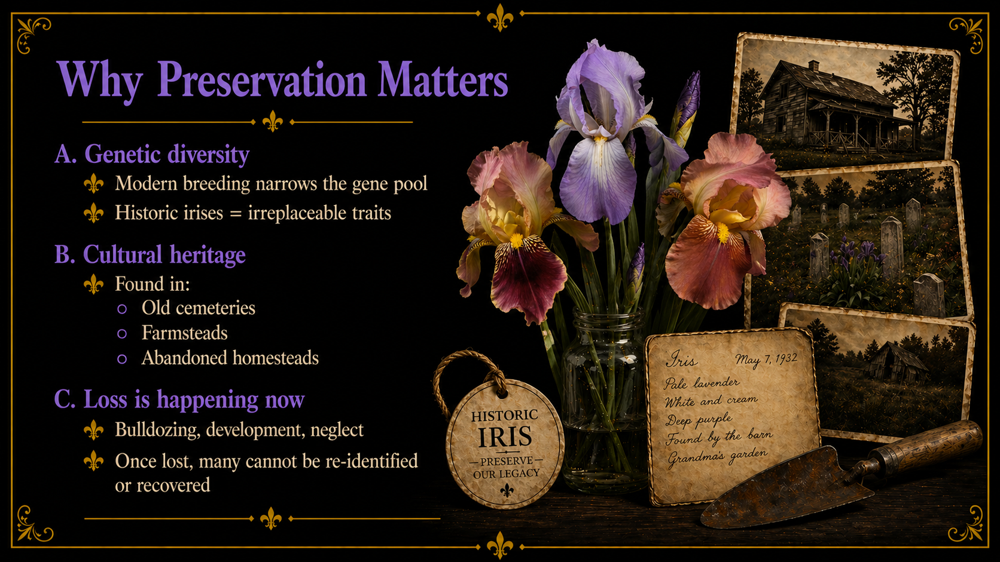 Why Preservation Matters
A. Genetic diversity
Modern breeding narrows the gene pool
Historic irises = irreplaceable traits
B. Cultural heritage
Found in:
Old cemeteries
Farmsteads
Abandoned homesteads
C. Loss is happening now
Bulldozing, development, neglect
Once lost, many cannot be re-identified
or recovered
HISTORIC
IRIS
PRESERVE
OUR LEGACY
Iris May 7, 1932
Pale lavender
White and cream
Deep purple
Found by the barn
Grandma's garden